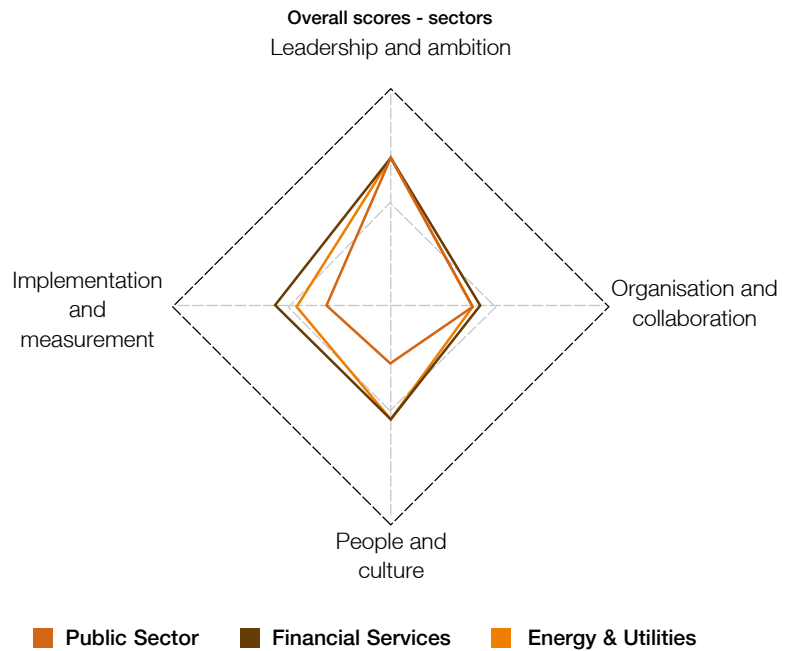 Overall scores - sectors
Leadership and ambition
Implementation
and
measurement
Organisation and
collaboration
People and
culture
Public Sector
Financial Services
Energy & Utilities